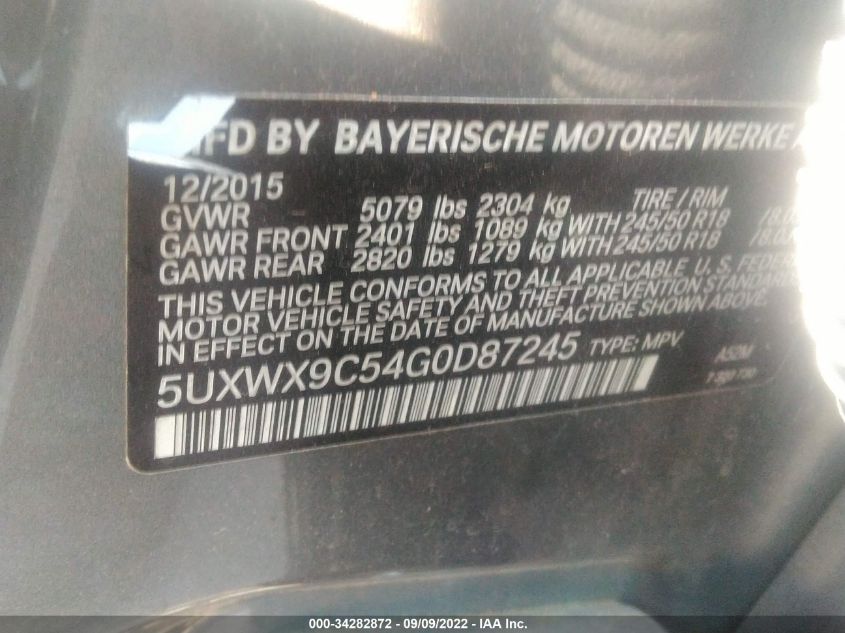 MFD BY BAYERISCHE MOTOREN WERKE
12/2015 TIRE / RIM
GVWR 5079 lbs 2304 kg
GAWR FRONT 2401 lbs 1089 kg WITH 245/50 R18
GAWR REAR 2820 lbs 1279 kg WITH 245/50 R18
THIS VEHICLE CONFORMS TO ALL APPLICABLE U. S.
MOTOR VEHICLE SAFETY AND THEFT PREVENTION
IN EFFECT ON THE DATE OF MANUFACTURE SHOWN ABOVE.
5UXWX9C54G0D87245 TYPE: MPV A52M
000-34282872 - 09/09/2022 - IAA Inc.